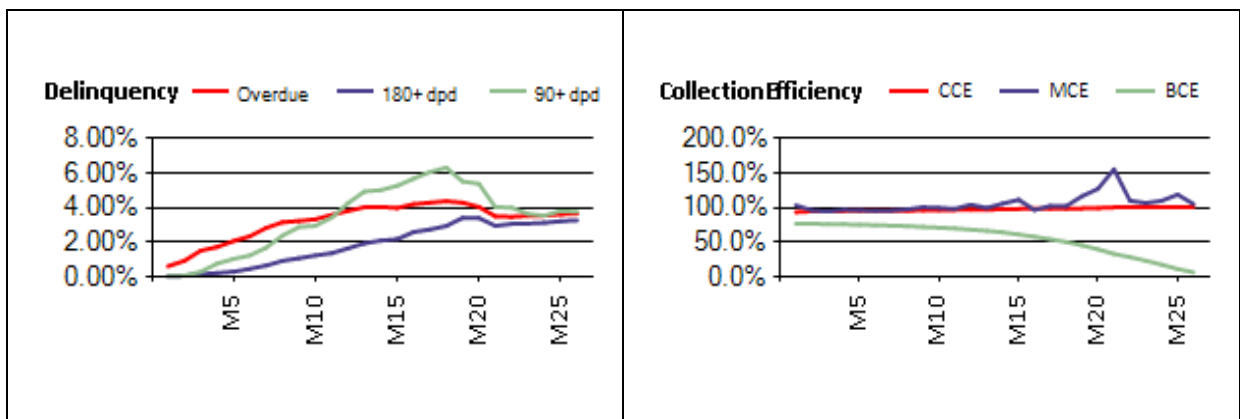 Delinquency Overdue 180+ dpd 90+ dpd
8.00%
6.00%
4.00%
2.00%
0.00%
M5 M10 M15 M20 M25
Collection Efficiency CCE MCE BCE
200.0%
150.0%
100.0%
50.0%
0.0%
M5 M10 M15 M20 M25